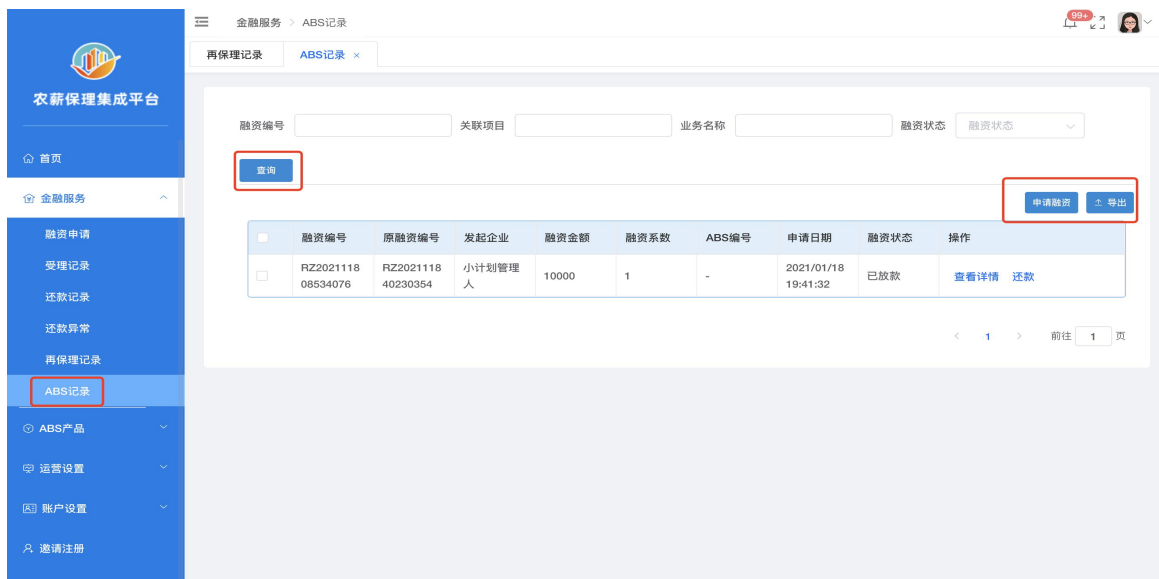 金融服务 > ABS记录
99+
再保理记录 ABS记录 ×
农薪保理集成平台
首页
金融服务
融资申请
受理记录
还款记录
还款异常
再保理记录
ABS记录
ABS产品
运营设置
账户设置
邀请注册
融资编号 关联项目 业务名称 融资状态 融资状态
查询
申请融资 导出
融资编号 原融资编号 发起企业 融资金额 融资系数 ABS编号 申请日期 融资状态 操作
RZ2021118 RZ2021118 小计划管理 2021/01/18
10000 1 - 已放款 查看详情 还款
08534076 40230354 人 19:41:32
< 1 > 前往 1 页